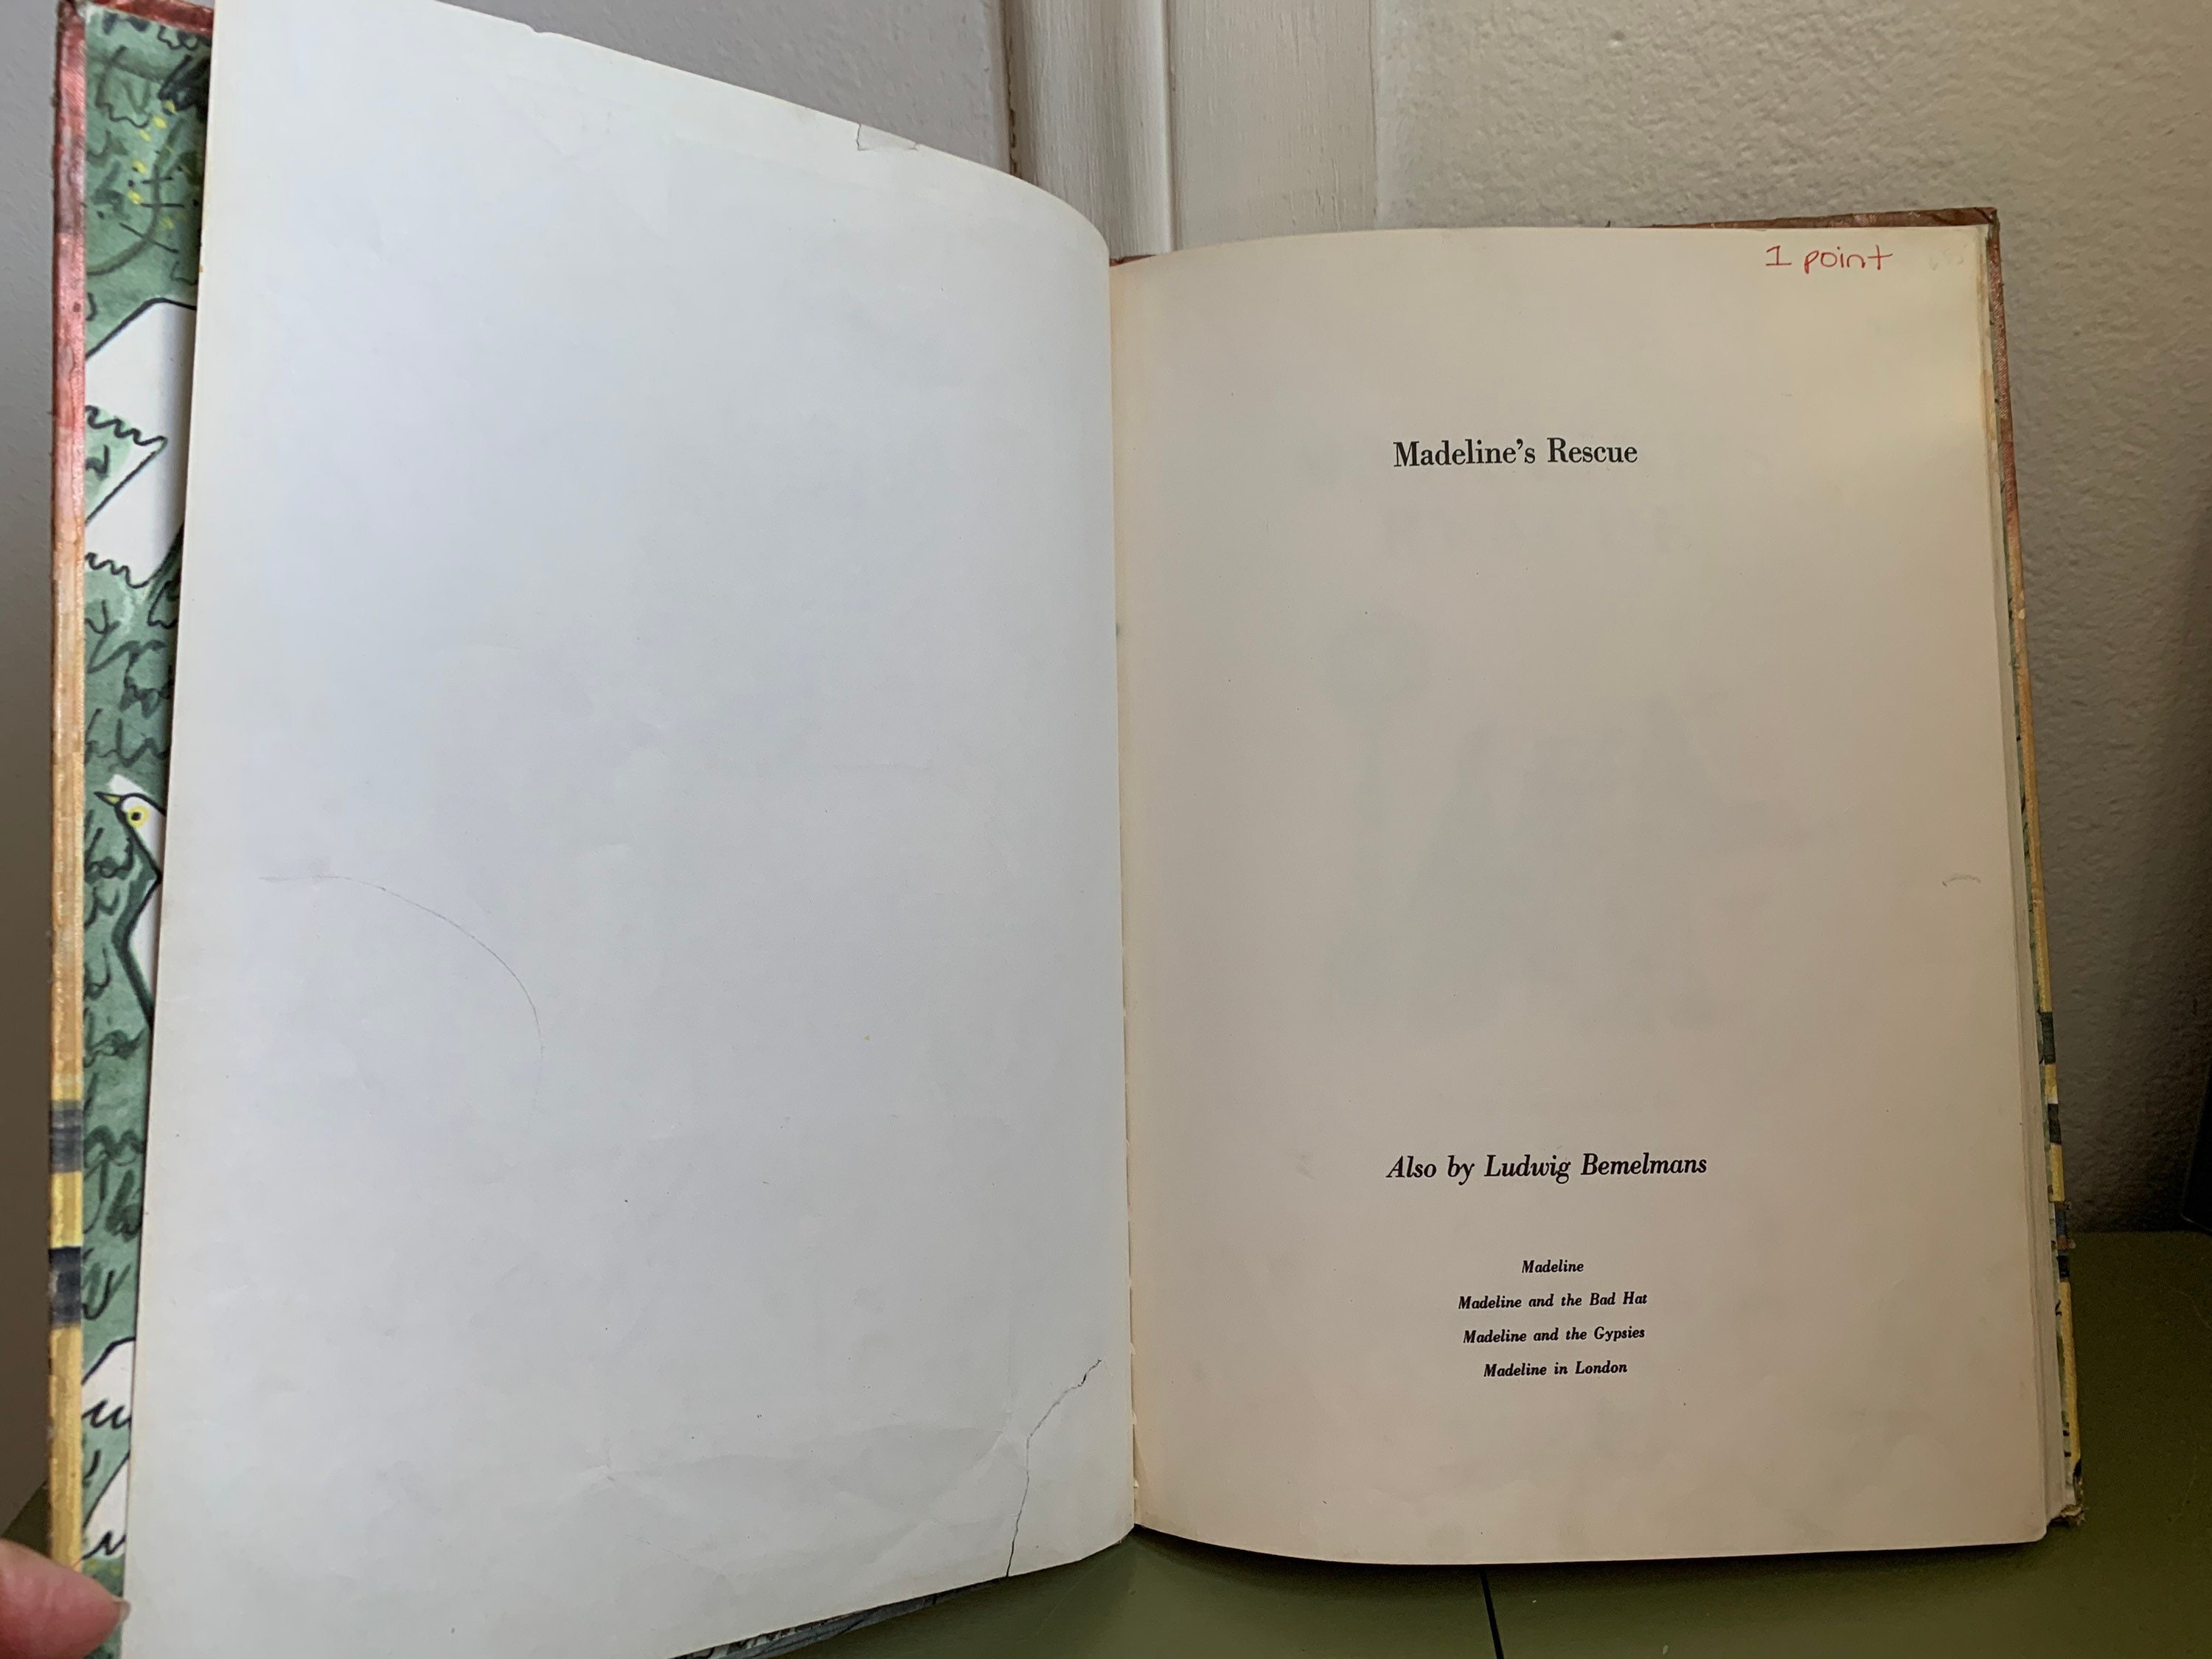 1 point
Madeline’s Rescue
Also by Ludwig Bemelmans
Madeline
Madeline and the Bad Hat
Madeline and the Gypsies
Madeline in London